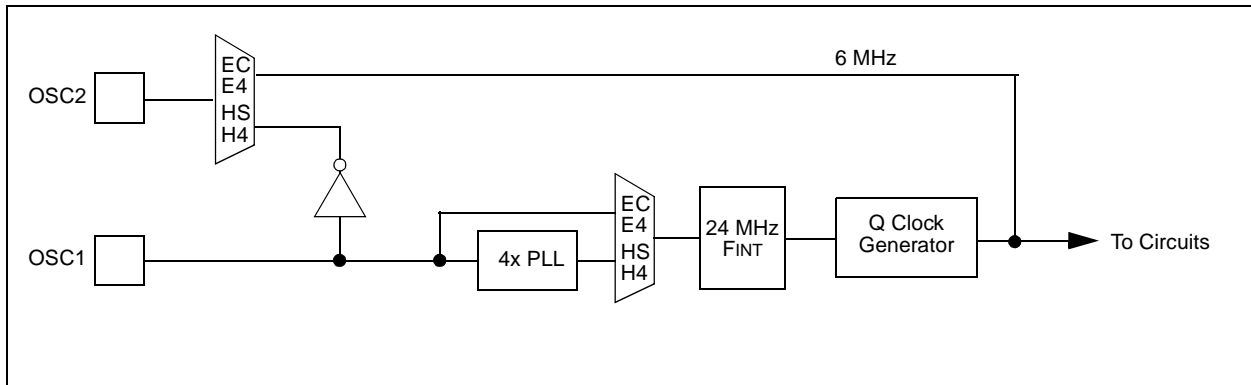 6 MHz
OSC2
EC
E4
HS
H4
OSC1
4x PLL
EC
E4
HS
H4
24 MHz
FINT
Q Clock
Generator
To Circuits